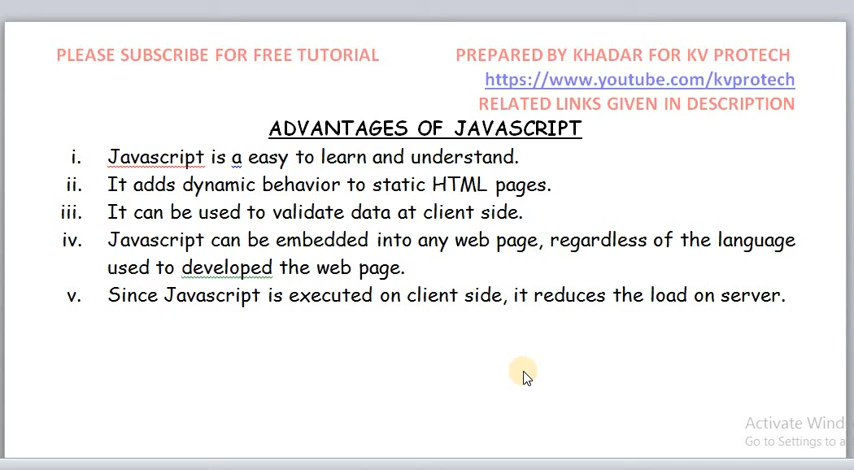 PLEASE SUBSCRIBE FOR FREE TUTORIAL PREPARED BY KHADAR FOR KV PROTECH
https://www.youtube.com/kvprotech
RELATED LINKS GIVEN IN DESCRIPTION
ADVANTAGES OF JAVASCRIPT
i. Javascript is a easy to learn and understand.
ii. It adds dynamic behavior to static HTML pages.
iii. It can be used to validate data at client side.
iv. Javascript can be embedded into any web page, regardless of the language
used to developed the web page.
v. Since Javascript is executed on client side, it reduces the load on server.
Activate Wind
Go to Settings to a